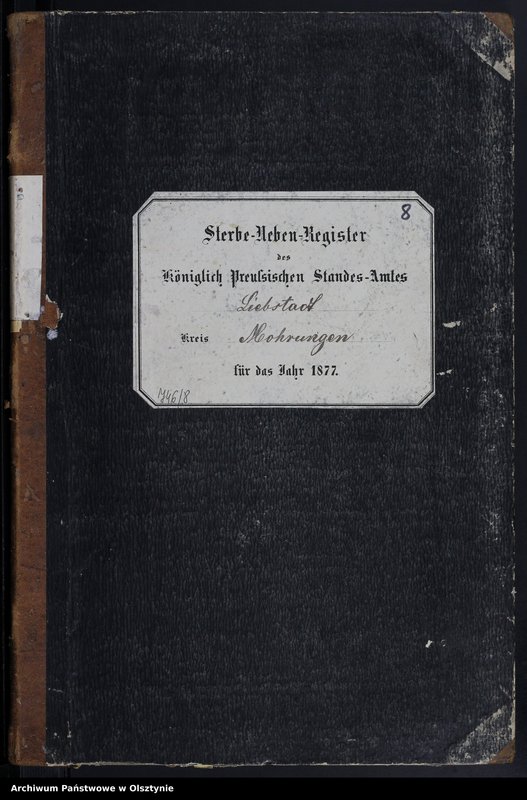 8
Sterbe-Neben-Register
des
Königlich Preußischen Standes-Amtes
Liebstadt
Kreis Mohrungen
für das Jahr 1877.
746/8
Archiwum Państwowe w Olsztynie